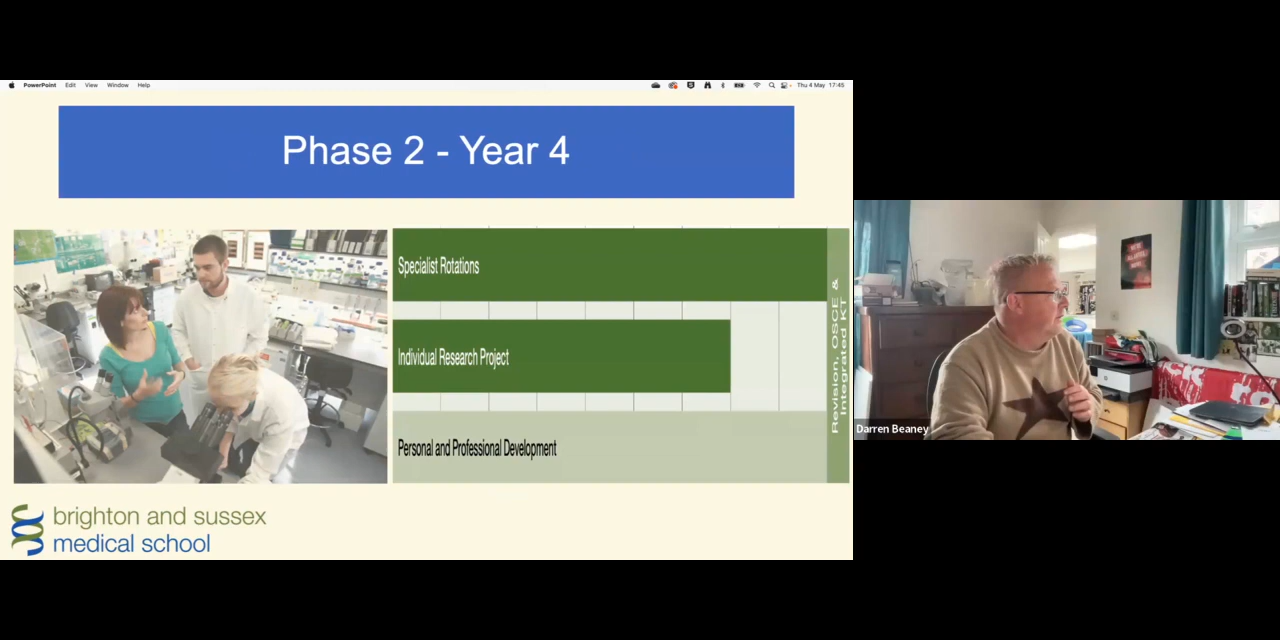 PowerPoint Edit View Window Help
Thu 4 May 17:45
Phase 2 - Year 4
Specialist Rotations
Individual Research Project
Personal and Professional Development
Revision, OSCE &
Integrated KT
brighton and sussex
medical school
Darren Beaney